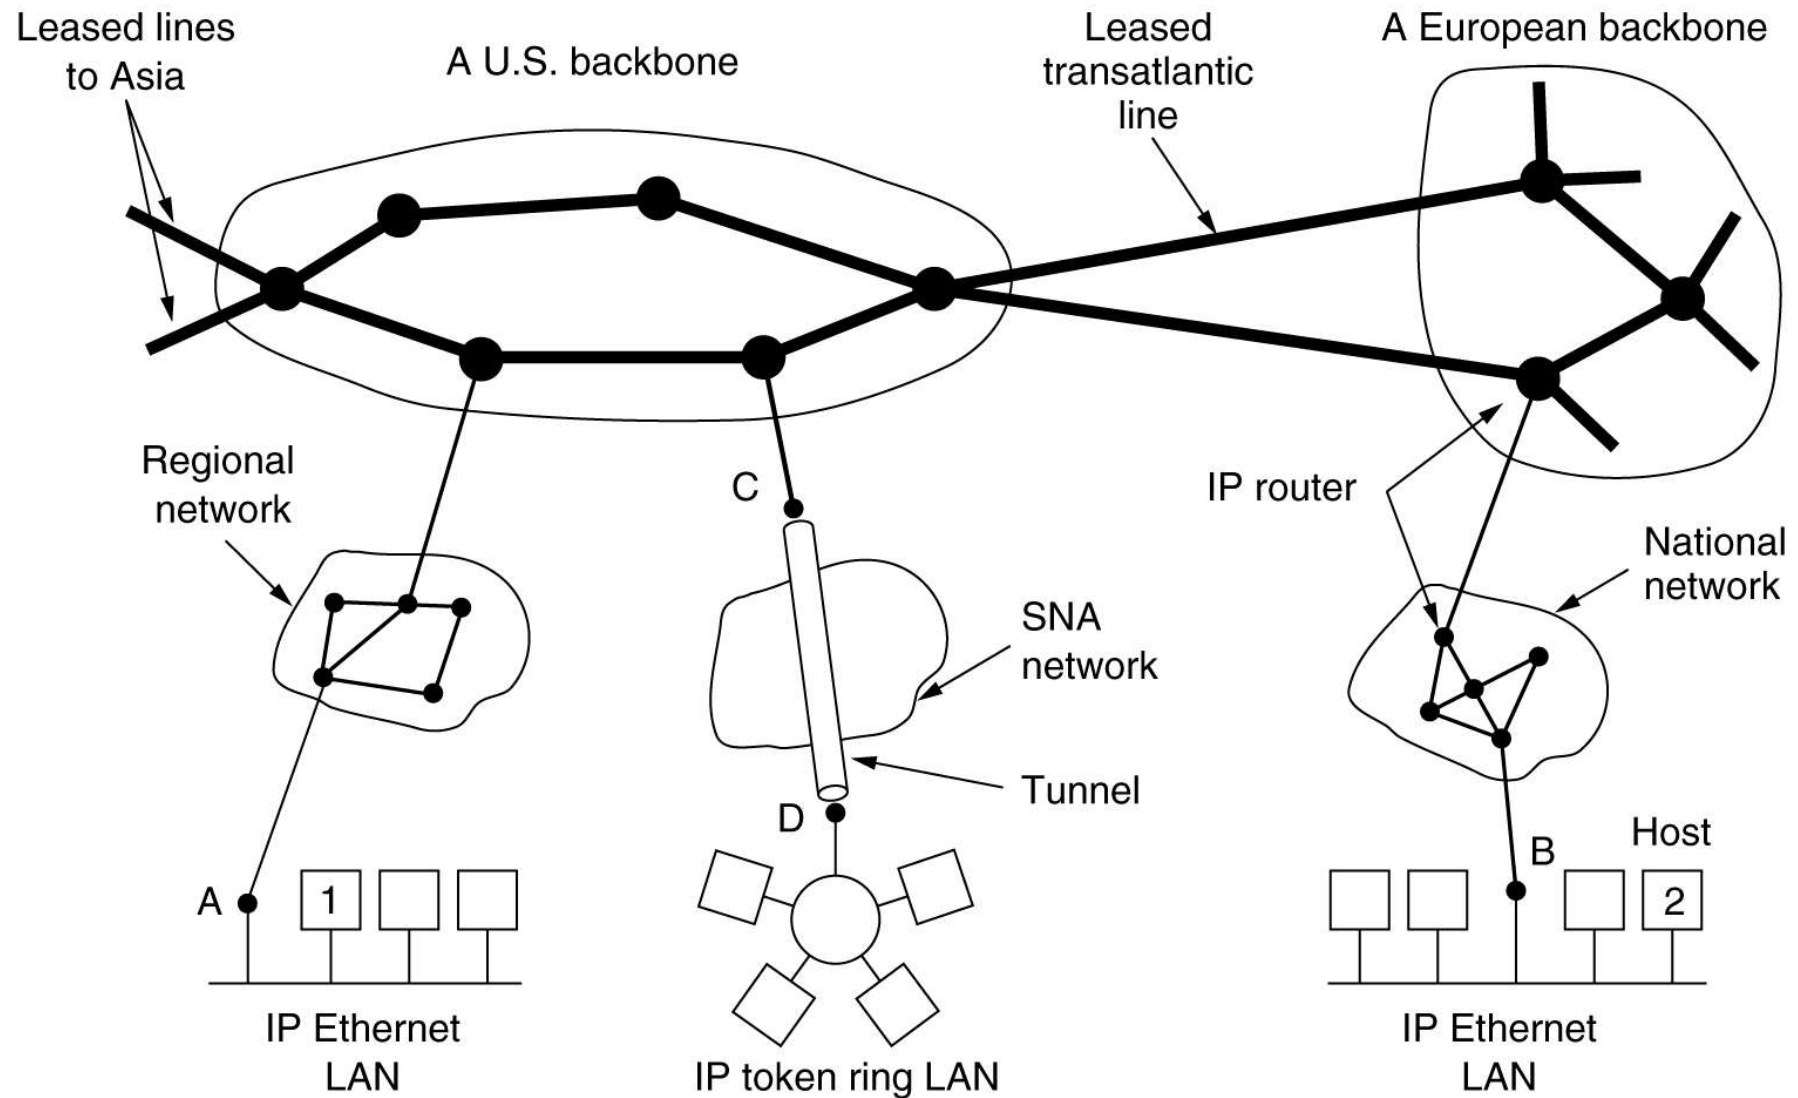 Leased lines
to Asia
A U.S. backbone
Leased
transatlantic
line
A European backbone
Regional
network
C
IP router
National
network
SNA
network
Tunnel
D
A
1
B
Host
2
IP Ethernet
LAN
IP token ring LAN
IP Ethernet
LAN